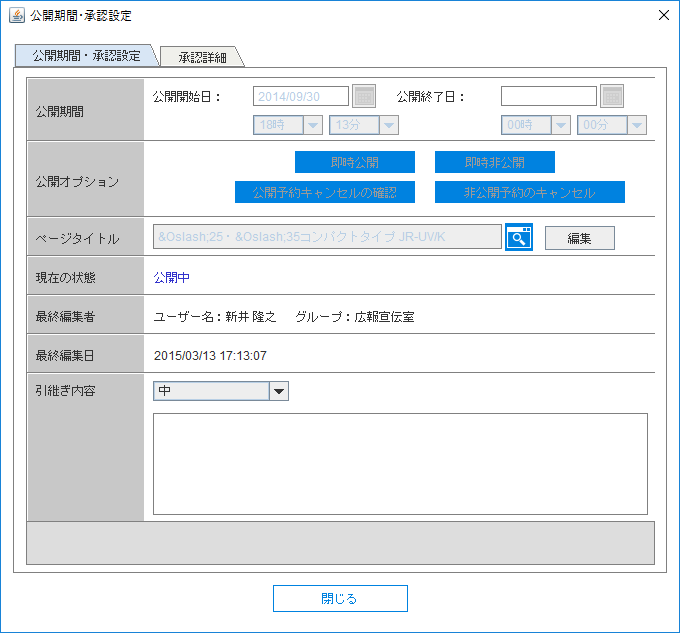 公開期間･承認設定
公開期間・承認設定 承認詳細
公開期間 公開開始日： 2014/09/30 公開終了日：
18時 13分 00時 00分
公開オプション 即時公開 即時非公開
公開予約キャンセルの確認 非公開予約のキャンセル
ページタイトル &Oslash;25・&Oslash;35コンパクトタイプ JR-UV/K 編集
現在の状態 公開中
最終編集者 ユーザー名：新井 隆之 グループ：広報宣伝室
最終編集日 2015/03/13 17:13:07
引継ぎ内容 中
閉じる